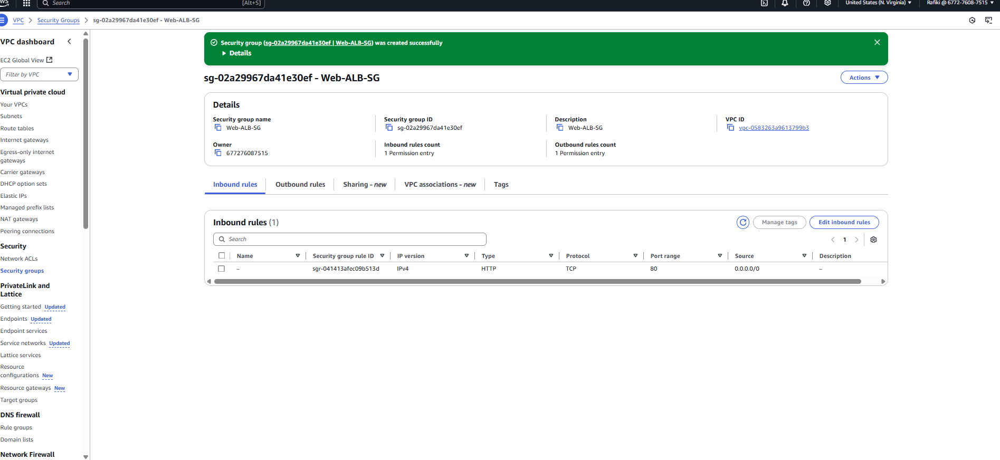 Search
[Alt+S]
United States (N. Virginia)
Rafiki @ 6772-7608-7515
VPC
Security Groups
sg-02a29967da41e30ef - Web-ALB-SG
VPC dashboard
EC2 Global View
Filter by VPC
Virtual private cloud
Your VPCs
Subnets
Route tables
Internet gateways
Egress-only internet
gateways
Carrier gateways
DHCP option sets
Elastic IPs
Managed prefix lists
NAT gateways
Peering connections
Security
Network ACLs
Security groups
PrivateLink and
Lattice
Getting started Updated
Endpoints Updated
Endpoint services
Service networks Updated
Lattice services
Resource
configurations New
Resource gateways New
Target groups
DNS firewall
Rule groups
Domain lists
Network Firewall
Security group (sg-02a29967da41e30ef | Web-ALB-SG) was created successfully
Details
sg-02a29967da41e30ef - Web-ALB-SG
Actions
Details
Security group name
Web-ALB-SG
Security group ID
sg-02a29967da41e30ef
Description
Web-ALB-SG
VPC ID
vpc-0583263a9613799b3
Owner
677276087515
Inbound rules count
1 Permission entry
Outbound rules count
1 Permission entry
Inbound rules
Outbound rules
Sharing - new
VPC associations - new
Tags
Inbound rules (1)
Manage tags
Edit inbound rules
Search
1
Name Security group rule ID IP version Type Protocol Port range Source Description
– sgr-041413afec09b513d IPv4 HTTP TCP 80 0.0.0.0/0 –